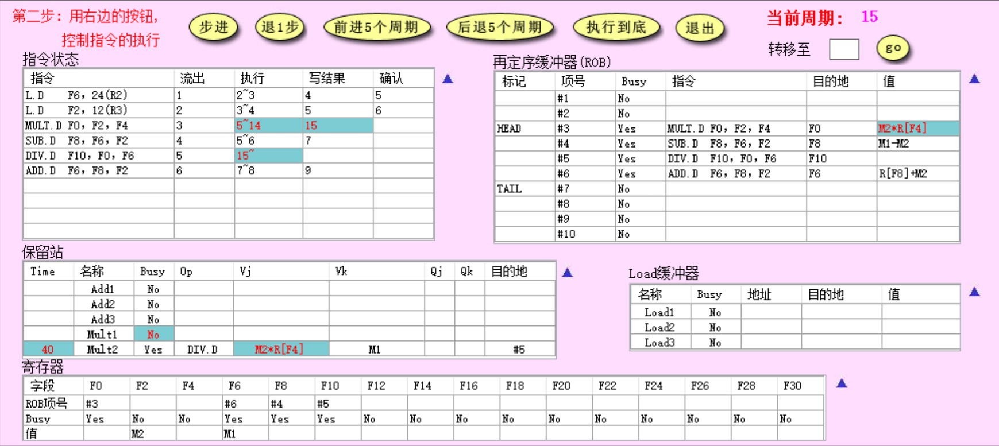 第二步: 用右边的按钮,
控制指令的执行
步进 退1步 前进5个周期 后退5个周期 执行到底 退出
当前周期: 15
转移至 go
指令状态
指令 流出 执行 写结果 确认
L.D F6, 24(R2) 1 2~3 4 5
L.D F2, 12(R3) 2 3~4 5 6
MULT.D F0, F2, F4 3 5~14 15
SUB.D F8, F6, F2 4 5~6 7
DIV.D F10, F0, F6 5 15~
ADD.D F6, F8, F2 6 7~8 9
再定序缓冲器(ROB)
标记 项号 Busy 指令 目的地 值
#1 No
#2 No
HEAD #3 Yes MULT.D F0, F2, F4 F0 M2*R[F4]
#4 Yes SUB.D F8, F6, F2 F8 M1-M2
#5 Yes DIV.D F10, F0, F6 F10
#6 Yes ADD.D F6, F8, F2 F6 R[F8]+M2
TAIL #7 No
#8 No
#9 No
#10 No
保留站
Time 名称 Busy Op Vj Vk Qj Qk 目的地
Add1 No
Add2 No
Add3 No
Mult1 No
40 Mult2 Yes DIV.D M2*R[F4] M1 #5
Load缓冲器
名称 Busy 地址 目的地 值
Load1 No
Load2 No
Load3 No
寄存器
字段 F0 F2 F4 F6 F8 F10 F12 F14 F16 F18 F20 F22 F24 F26 F28 F30
ROB项号 #3 #6 #4 #5
Busy Yes No No Yes Yes Yes No No No No No No No No No No
值 M2 M1